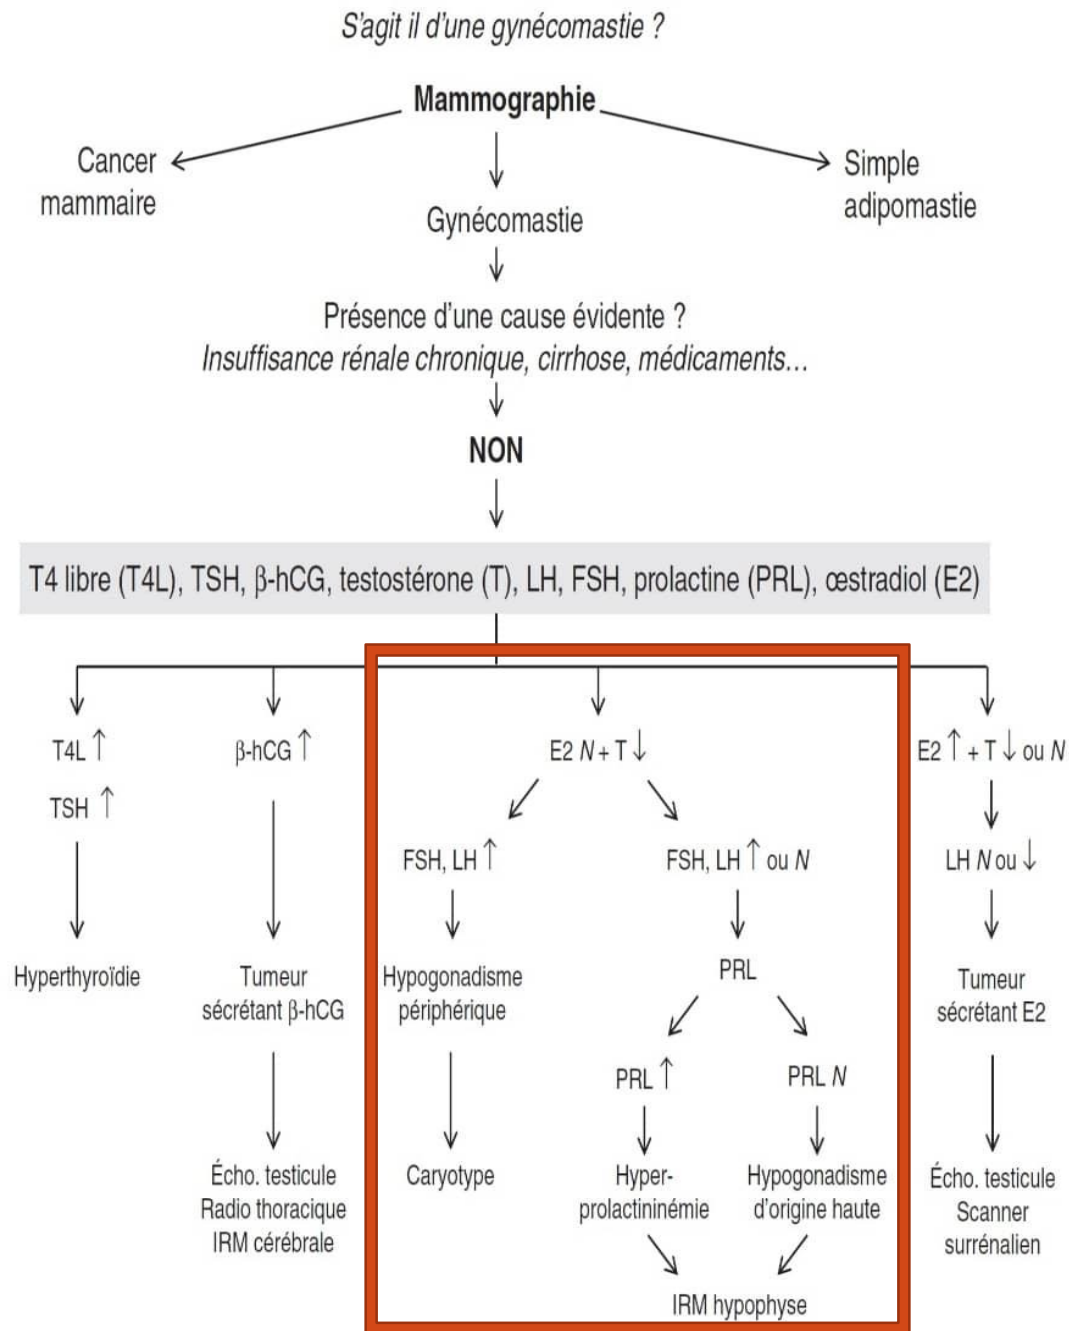 S'agit il d'une gynécomastie ?
Mammographie
Cancer
mammaire
Gynécomastie
Simple
adipomastie
Présence d'une cause évidente ?
Insuffisance rénale chronique, cirrhose, médicaments...
NON
T4 libre (T4L), TSH, β-hCG, testostérone (T), LH, FSH, prolactine (PRL), œstradiol (E2)
T4L ↑
TSH ↑
Hyperthyroïdie
β-hCG ↑
Tumeur
sécrétant β-hCG
Écho. testicule
Radio thoracique
IRM cérébrale
E2 N + T ↓
FSH, LH ↑
Hypogonadisme
périphérique
Caryotype
FSH, LH ↑ ou N
PRL
PRL ↑
Hyper-
prolactininémie
PRL N
Hypogonadisme
d'origine haute
IRM hypophyse
E2 ↑ + T ↓ ou N
LH N ou ↓
Tumeur
sécrétant E2
Écho. testicule
Scanner
surrénalien